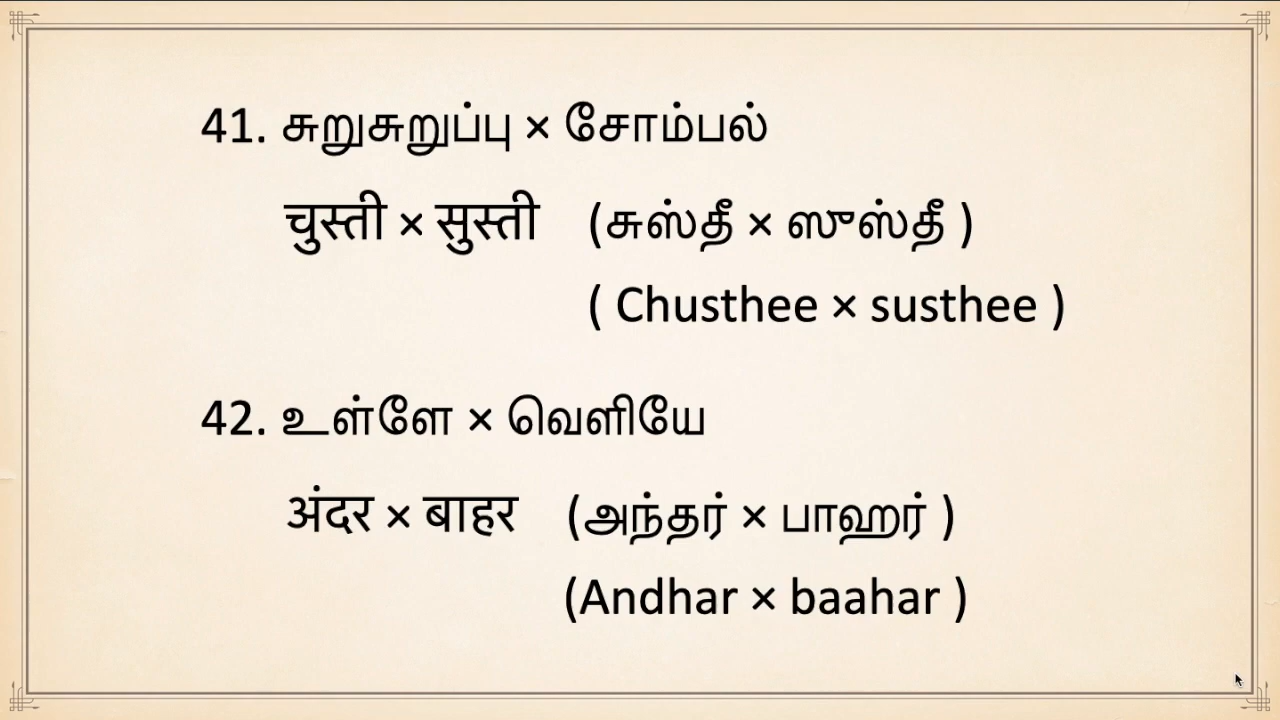 41. சுறுசுறுப்பு × சோம்பல்
चुस्ती × सुस्ती (சுஸ்தீ × ஸுஸ்தீ )
( Chusthee × susthee )
42. உள்ளே × வெளியே
अंदर × बाहर (அந்தர் × பாஹர் )
(Andhar × baahar )